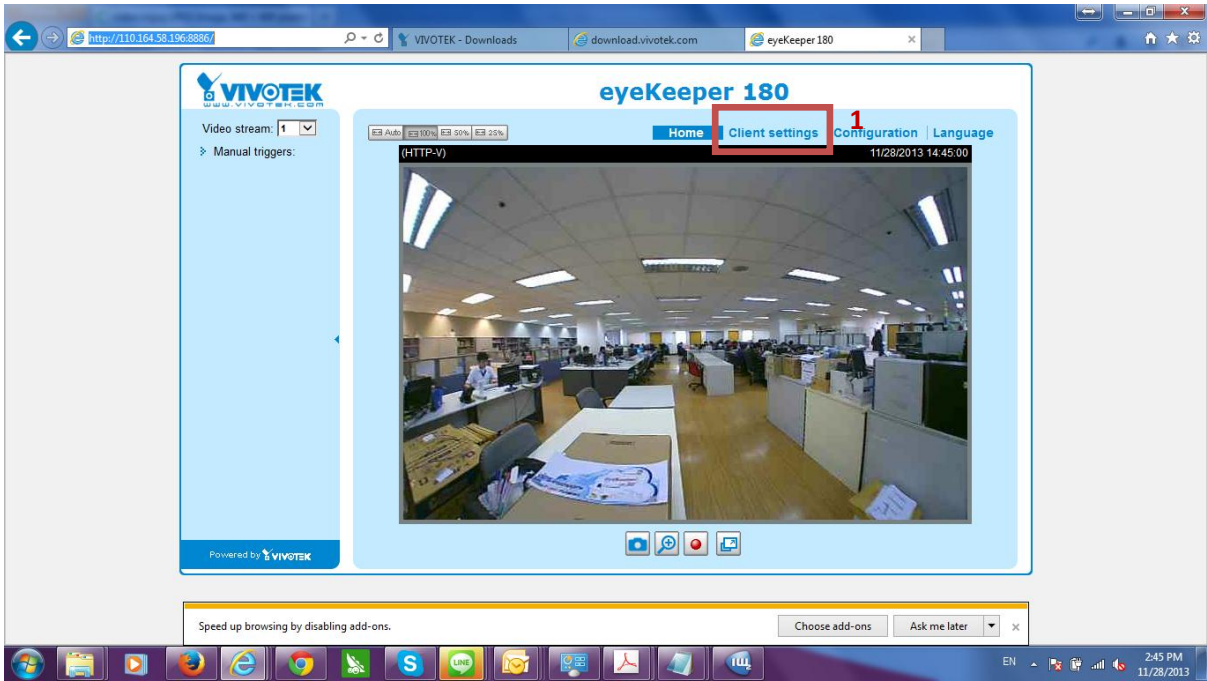 http://110.164.58.196:8886/
VIVOTEK - Downloads
download.vivotek.com
eyeKeeper 180
VIVOTEK
www.vivotek.com
eyeKeeper 180
Video stream: 1
Manual triggers:
Auto 100% 50% 25%
Home Client settings 1 Configuration Language
(HTTP-V) 11/28/2013 14:45:00
Powered by VIVOTEK
Speed up browsing by disabling add-ons. Choose add-ons Ask me later
LINE
EN 2:45 PM
11/28/2013